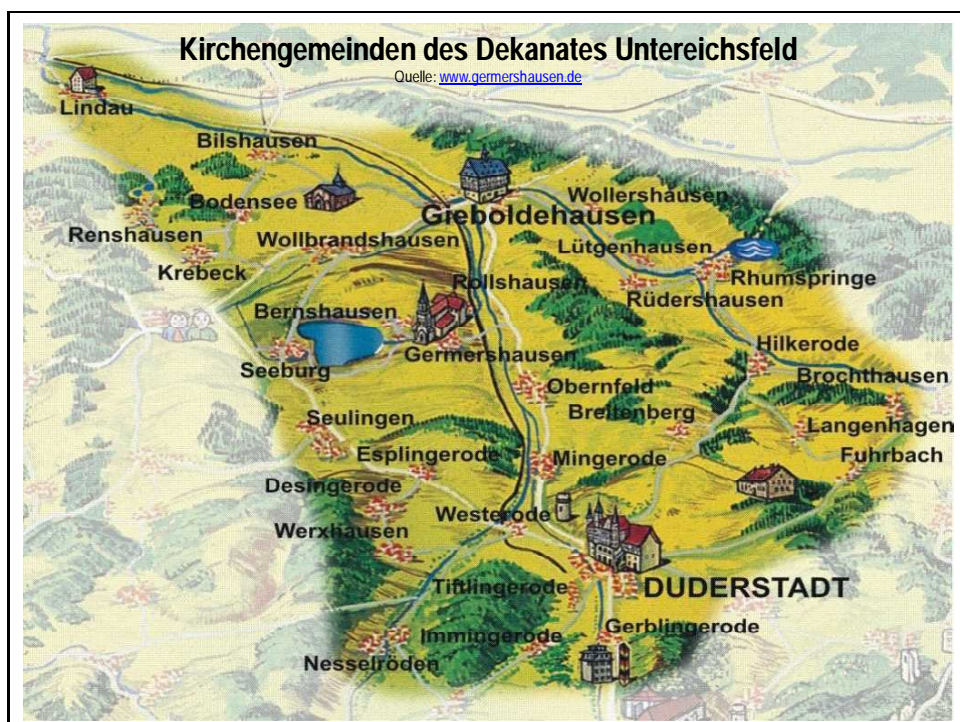 Kirchengemeinden des Dekanates Untereichsfeld
Quelle: www.germershausen.de
Lindau
Bilshausen
Bodensee
Wollershausen
Gieboldehausen
Renshausen
Wollbrandshausen
Lütgenhausen
Krebeck
Rollshausen
Rhumspringe
Rüdershausen
Bernshausen
Hilkerode
Germershausen
Seeburg
Brochthausen
Obernfeld
Breitenberg
Seulingen
Langenhagen
Esplingerode
Mingerode
Fuhrbach
Desingerode
Westerode
Werxhausen
Tiftlingerode
DUDERSTADT
Gerblingerode
Immingerode
Nesselröden